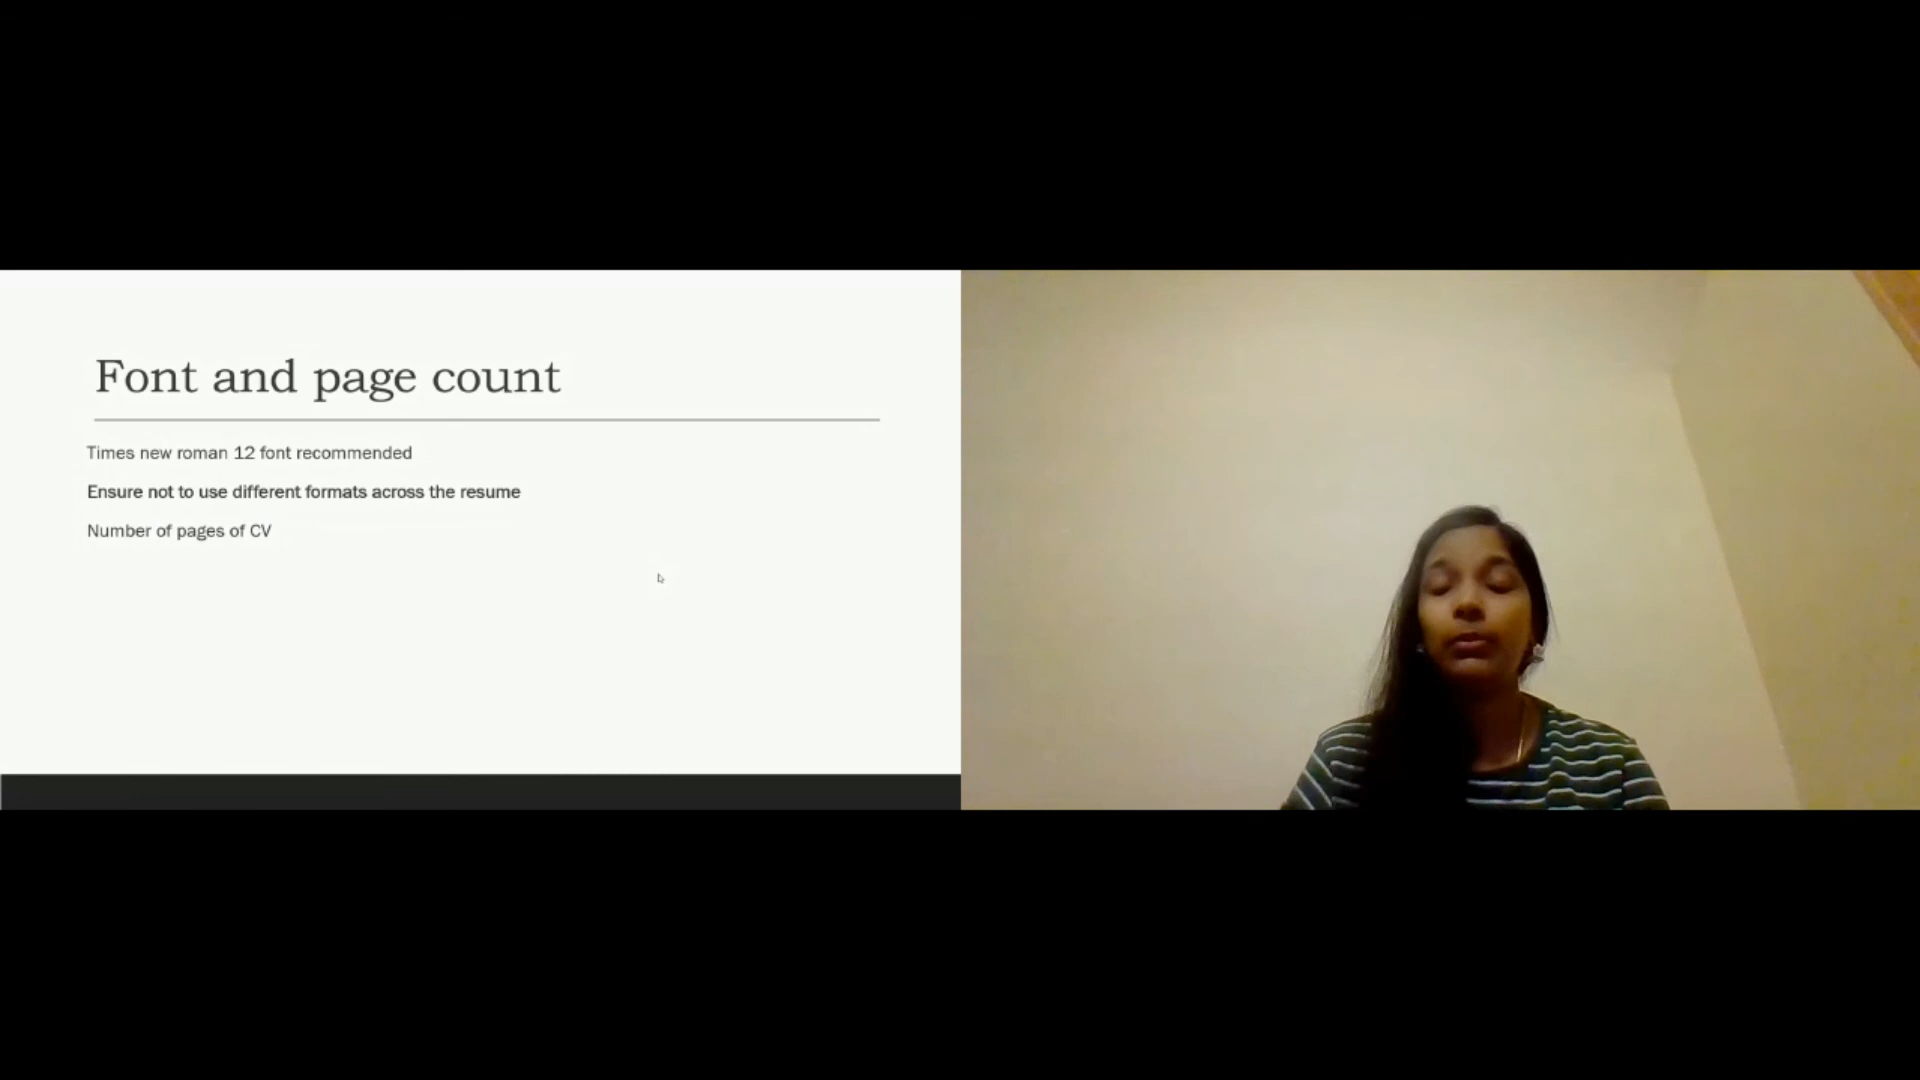 Font and page count
Times new roman 12 font recommended
Ensure not to use different formats across the resume
Number of pages of CV